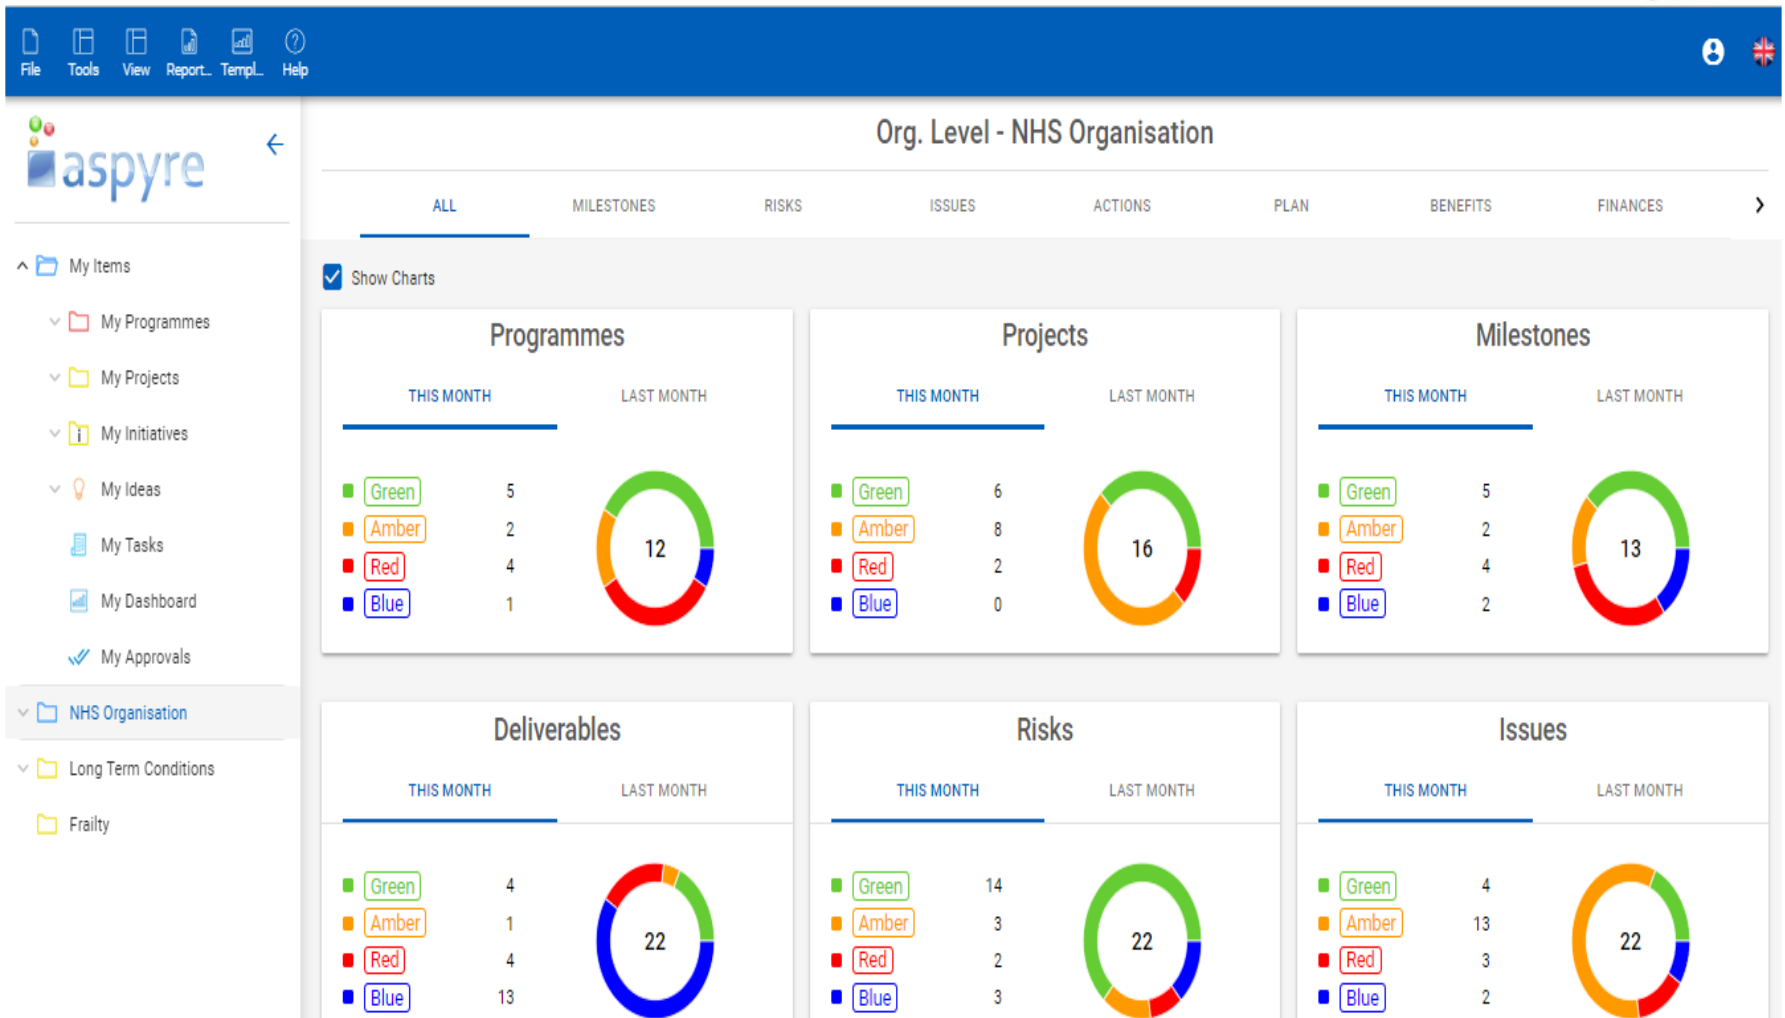 File Tools View Report... Templ... Help
aspyre
Org. Level - NHS Organisation
ALL MILESTONES RISKS ISSUES ACTIONS PLAN BENEFITS FINANCES
My Items
My Programmes
My Projects
My Initiatives
My Ideas
My Tasks
My Dashboard
My Approvals
NHS Organisation
Long Term Conditions
Frailty
Show Charts
Programmes
THIS MONTH LAST MONTH
Green 5
Amber 2
Red 4
Blue 1
12
Projects
THIS MONTH LAST MONTH
Green 6
Amber 8
Red 2
Blue 0
16
Milestones
THIS MONTH LAST MONTH
Green 5
Amber 2
Red 4
Blue 2
13
Deliverables
THIS MONTH LAST MONTH
Green 4
Amber 1
Red 4
Blue 13
22
Risks
THIS MONTH LAST MONTH
Green 14
Amber 3
Red 2
Blue 3
22
Issues
THIS MONTH LAST MONTH
Green 4
Amber 13
Red 3
Blue 2
22